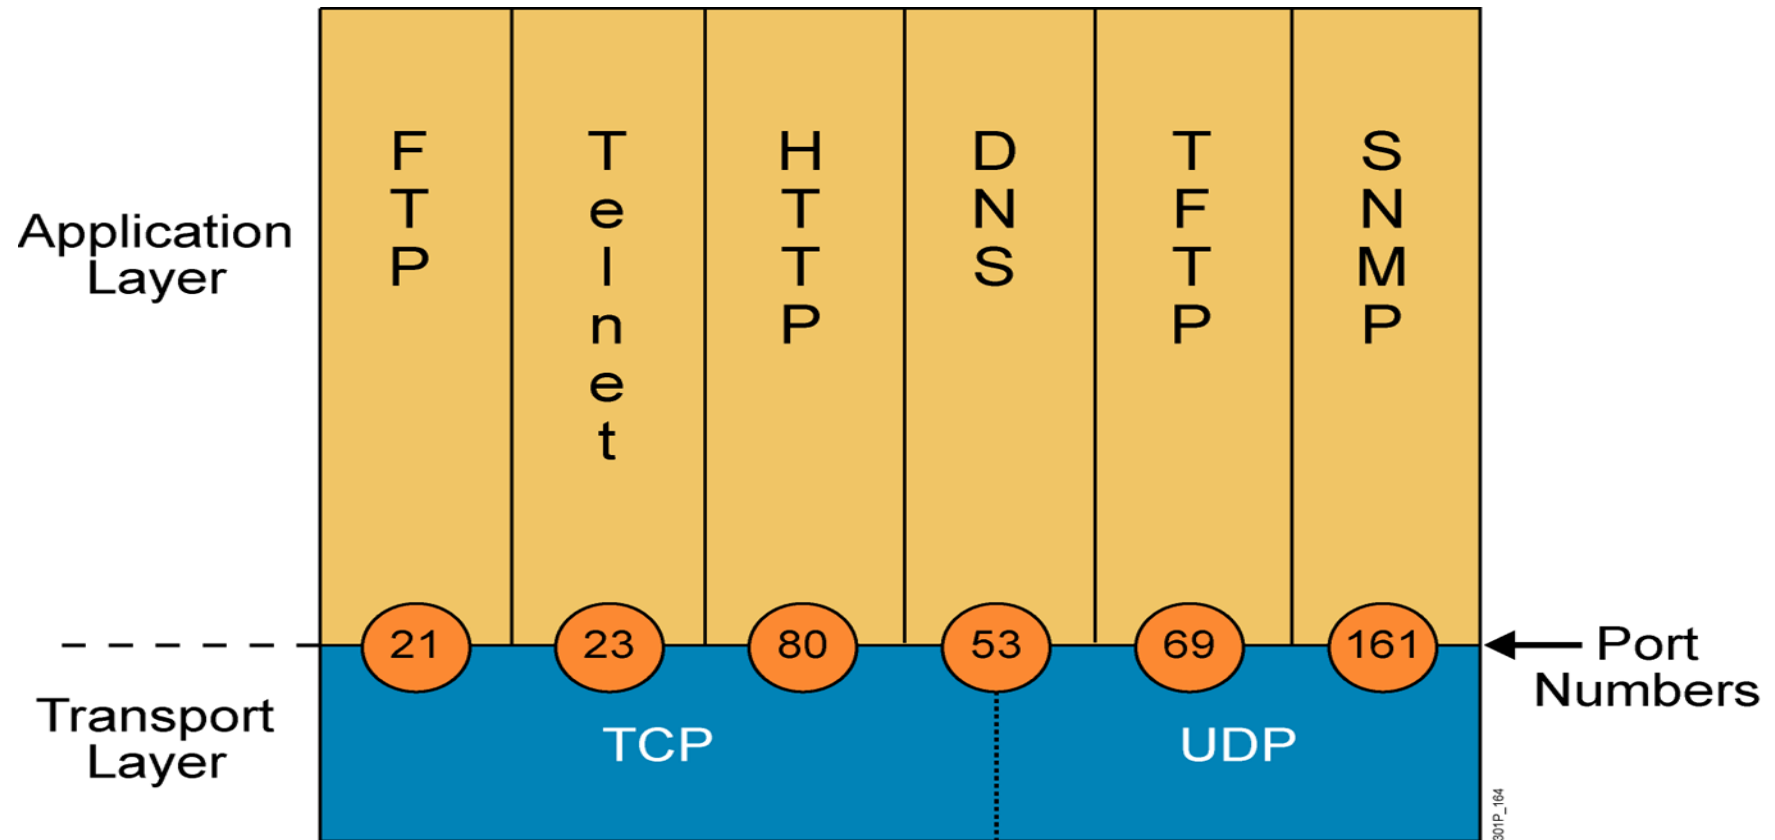 FTP
Telnet
HTTP
DNS
TFTP
SNMP
Application
Layer
21
23
80
53
69
161
Port
Numbers
Transport
Layer
TCP
UDP
301P_164